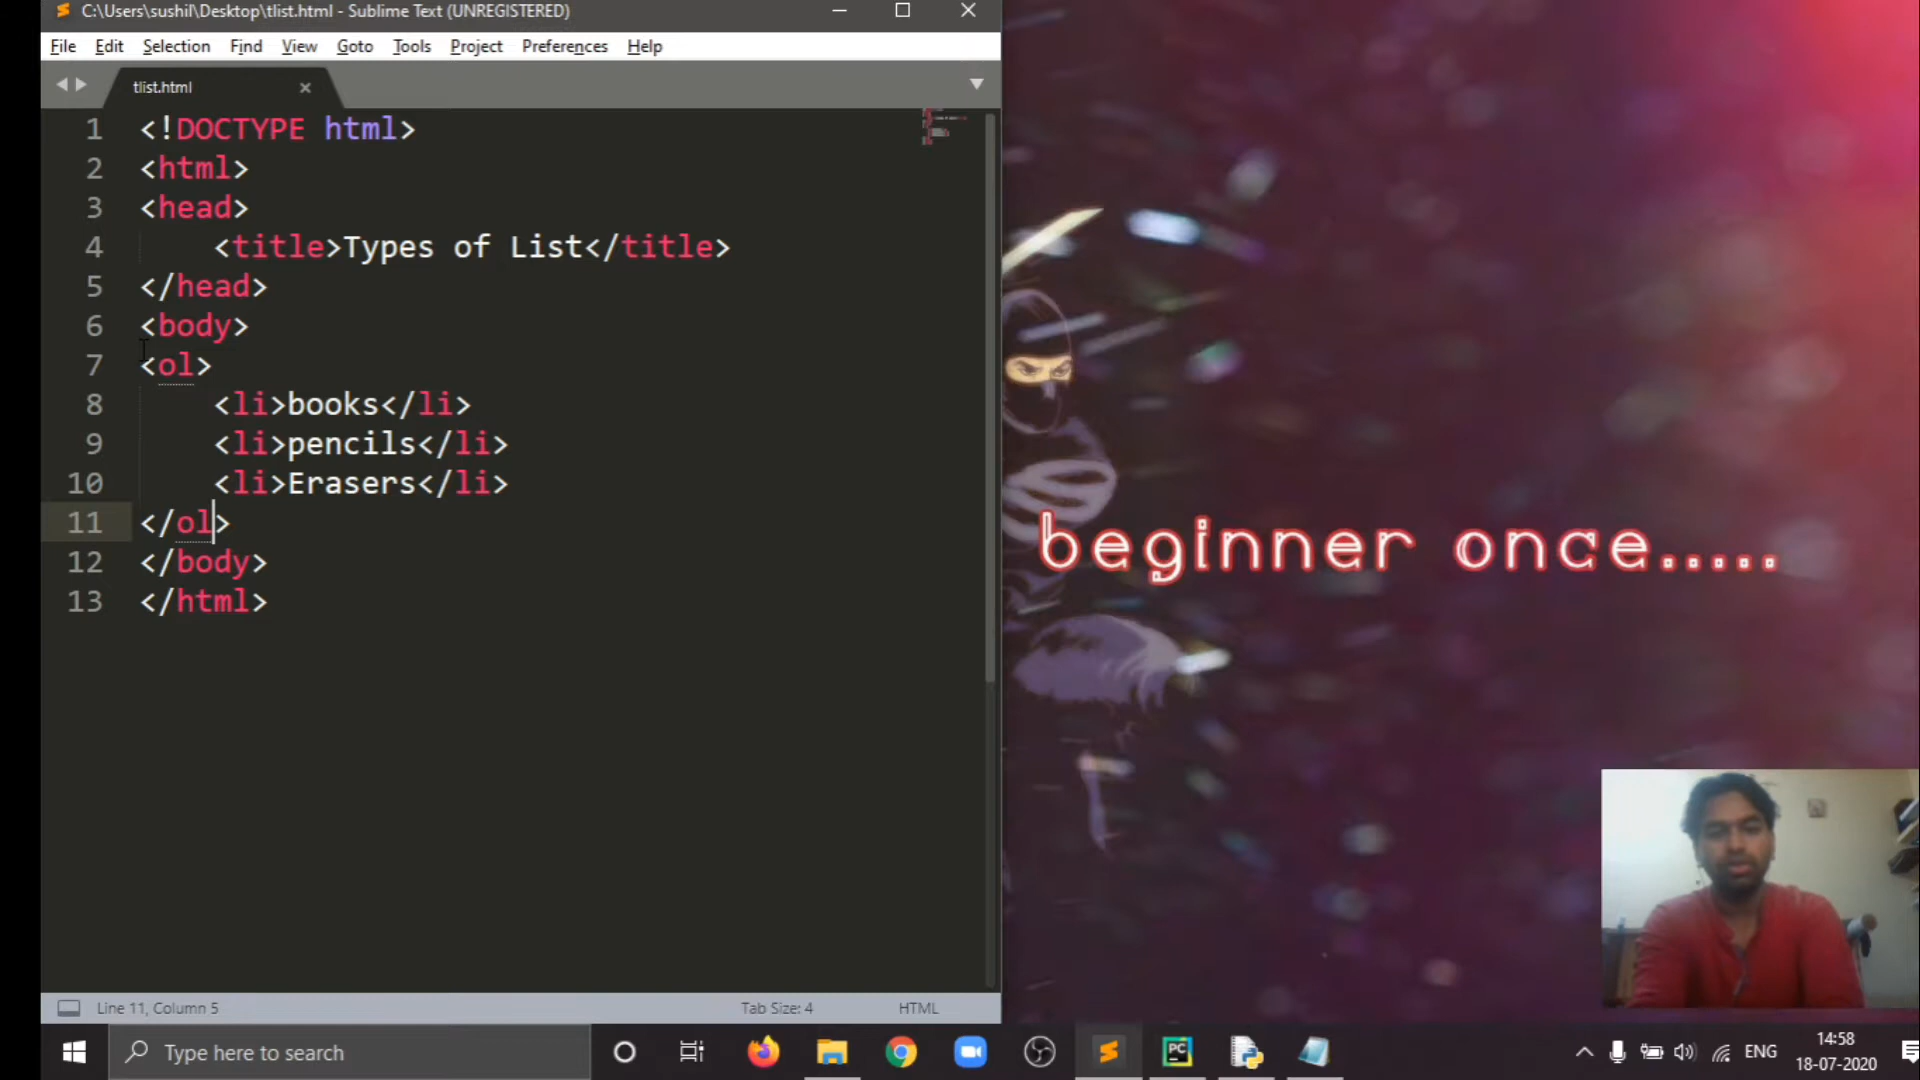 C:\Users\sushil\Desktop\tlist.html - Sublime Text (UNREGISTERED)
File Edit Selection Find View Goto Tools Project Preferences Help
tlist.html
1 <!DOCTYPE html>
2 <html>
3 <head>
4 <title>Types of List</title>
5 </head>
6 <body>
7 <ol>
8 <li>books</li>
9 <li>pencils</li>
10 <li>Erasers</li>
11 </ol>
12 </body>
13 </html>
beginner once.....
Line 11, Column 5 Tab Size: 4 HTML
Type here to search
PC
ENG
14:58
18-07-2020